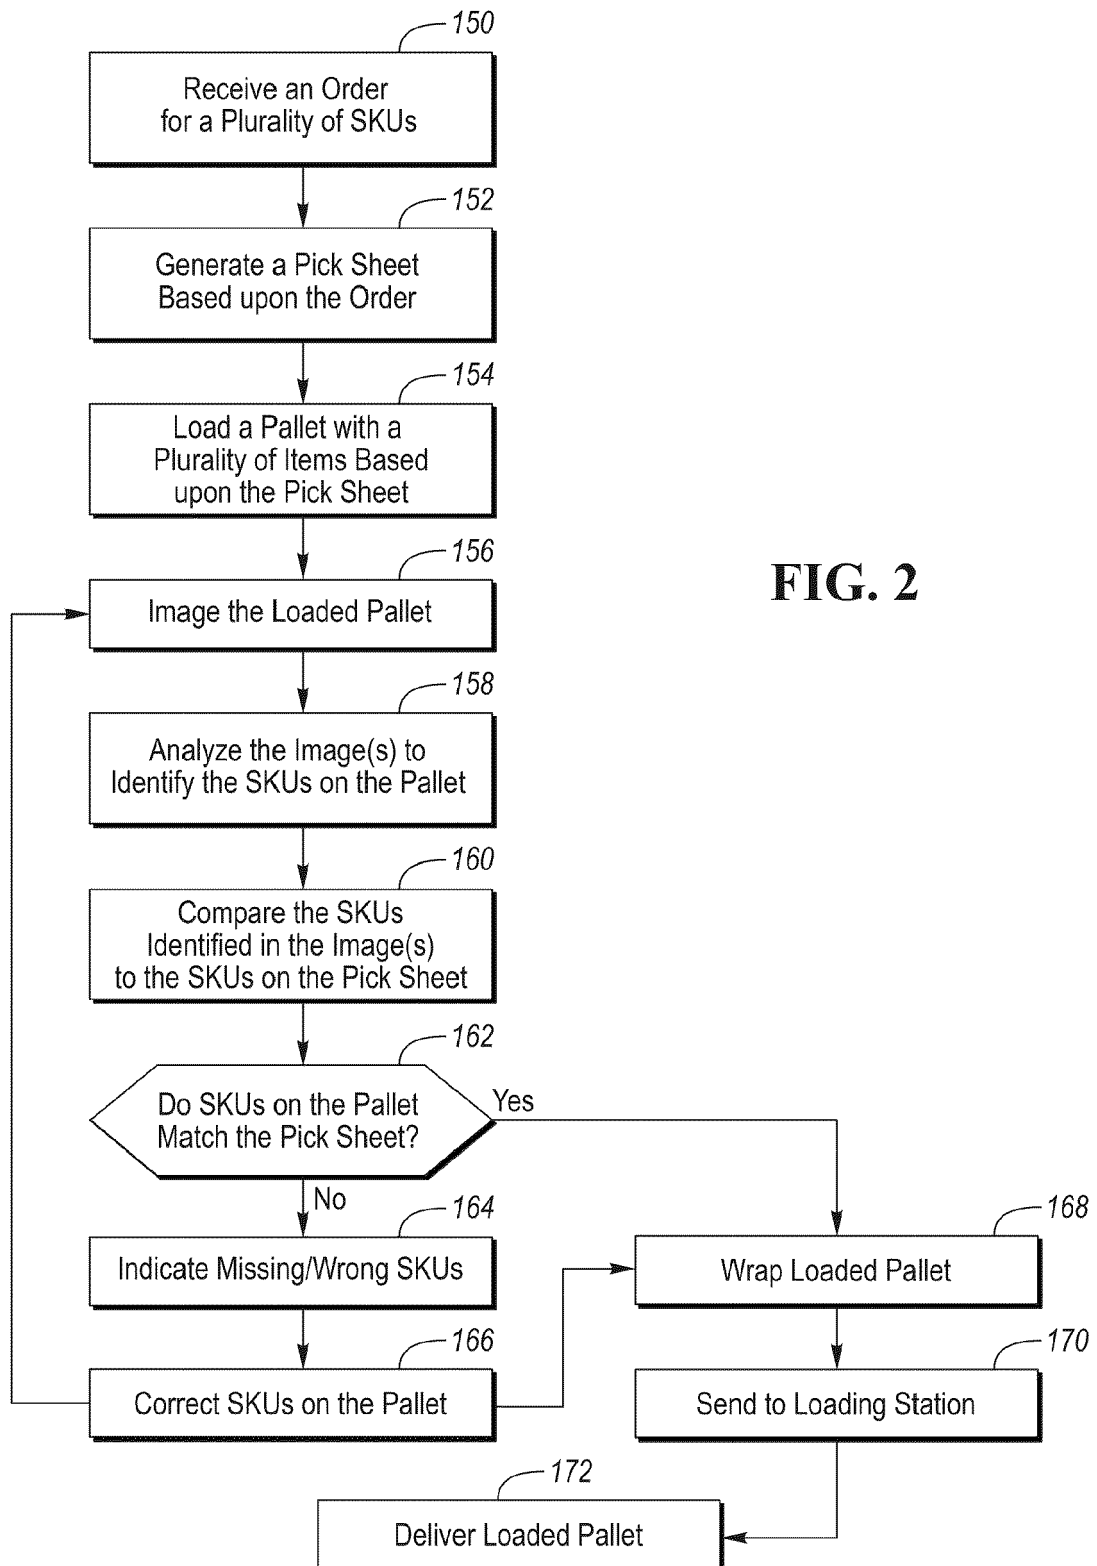 150
Receive an Order
for a Plurality of SKUs
152
Generate a Pick Sheet
Based upon the Order
154
Load a Pallet with a
Plurality of Items Based
upon the Pick Sheet
156
Image the Loaded Pallet
FIG. 2
158
Analyze the Image(s) to
Identify the SKUs on the Pallet
160
Compare the SKUs
Identified in the Image(s)
to the SKUs on the Pick Sheet
162
Do SKUs on the Pallet
Match the Pick Sheet?
Yes
No
164
Indicate Missing/Wrong SKUs
168
Wrap Loaded Pallet
166
Correct SKUs on the Pallet
170
Send to Loading Station
172
Deliver Loaded Pallet